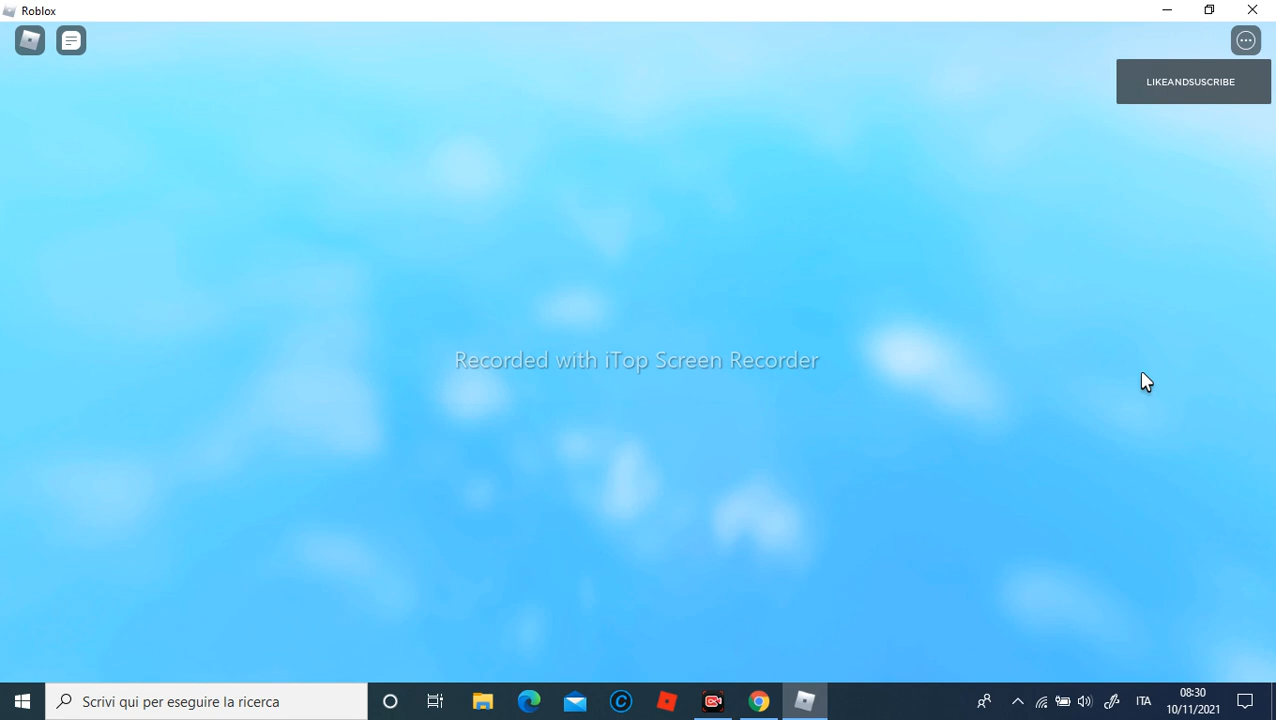 Roblox
LIKEANDSUSCRIBE
Recorded with iTop Screen Recorder
Scrivi qui per eseguire la ricerca
ITA
08:30
10/11/2021